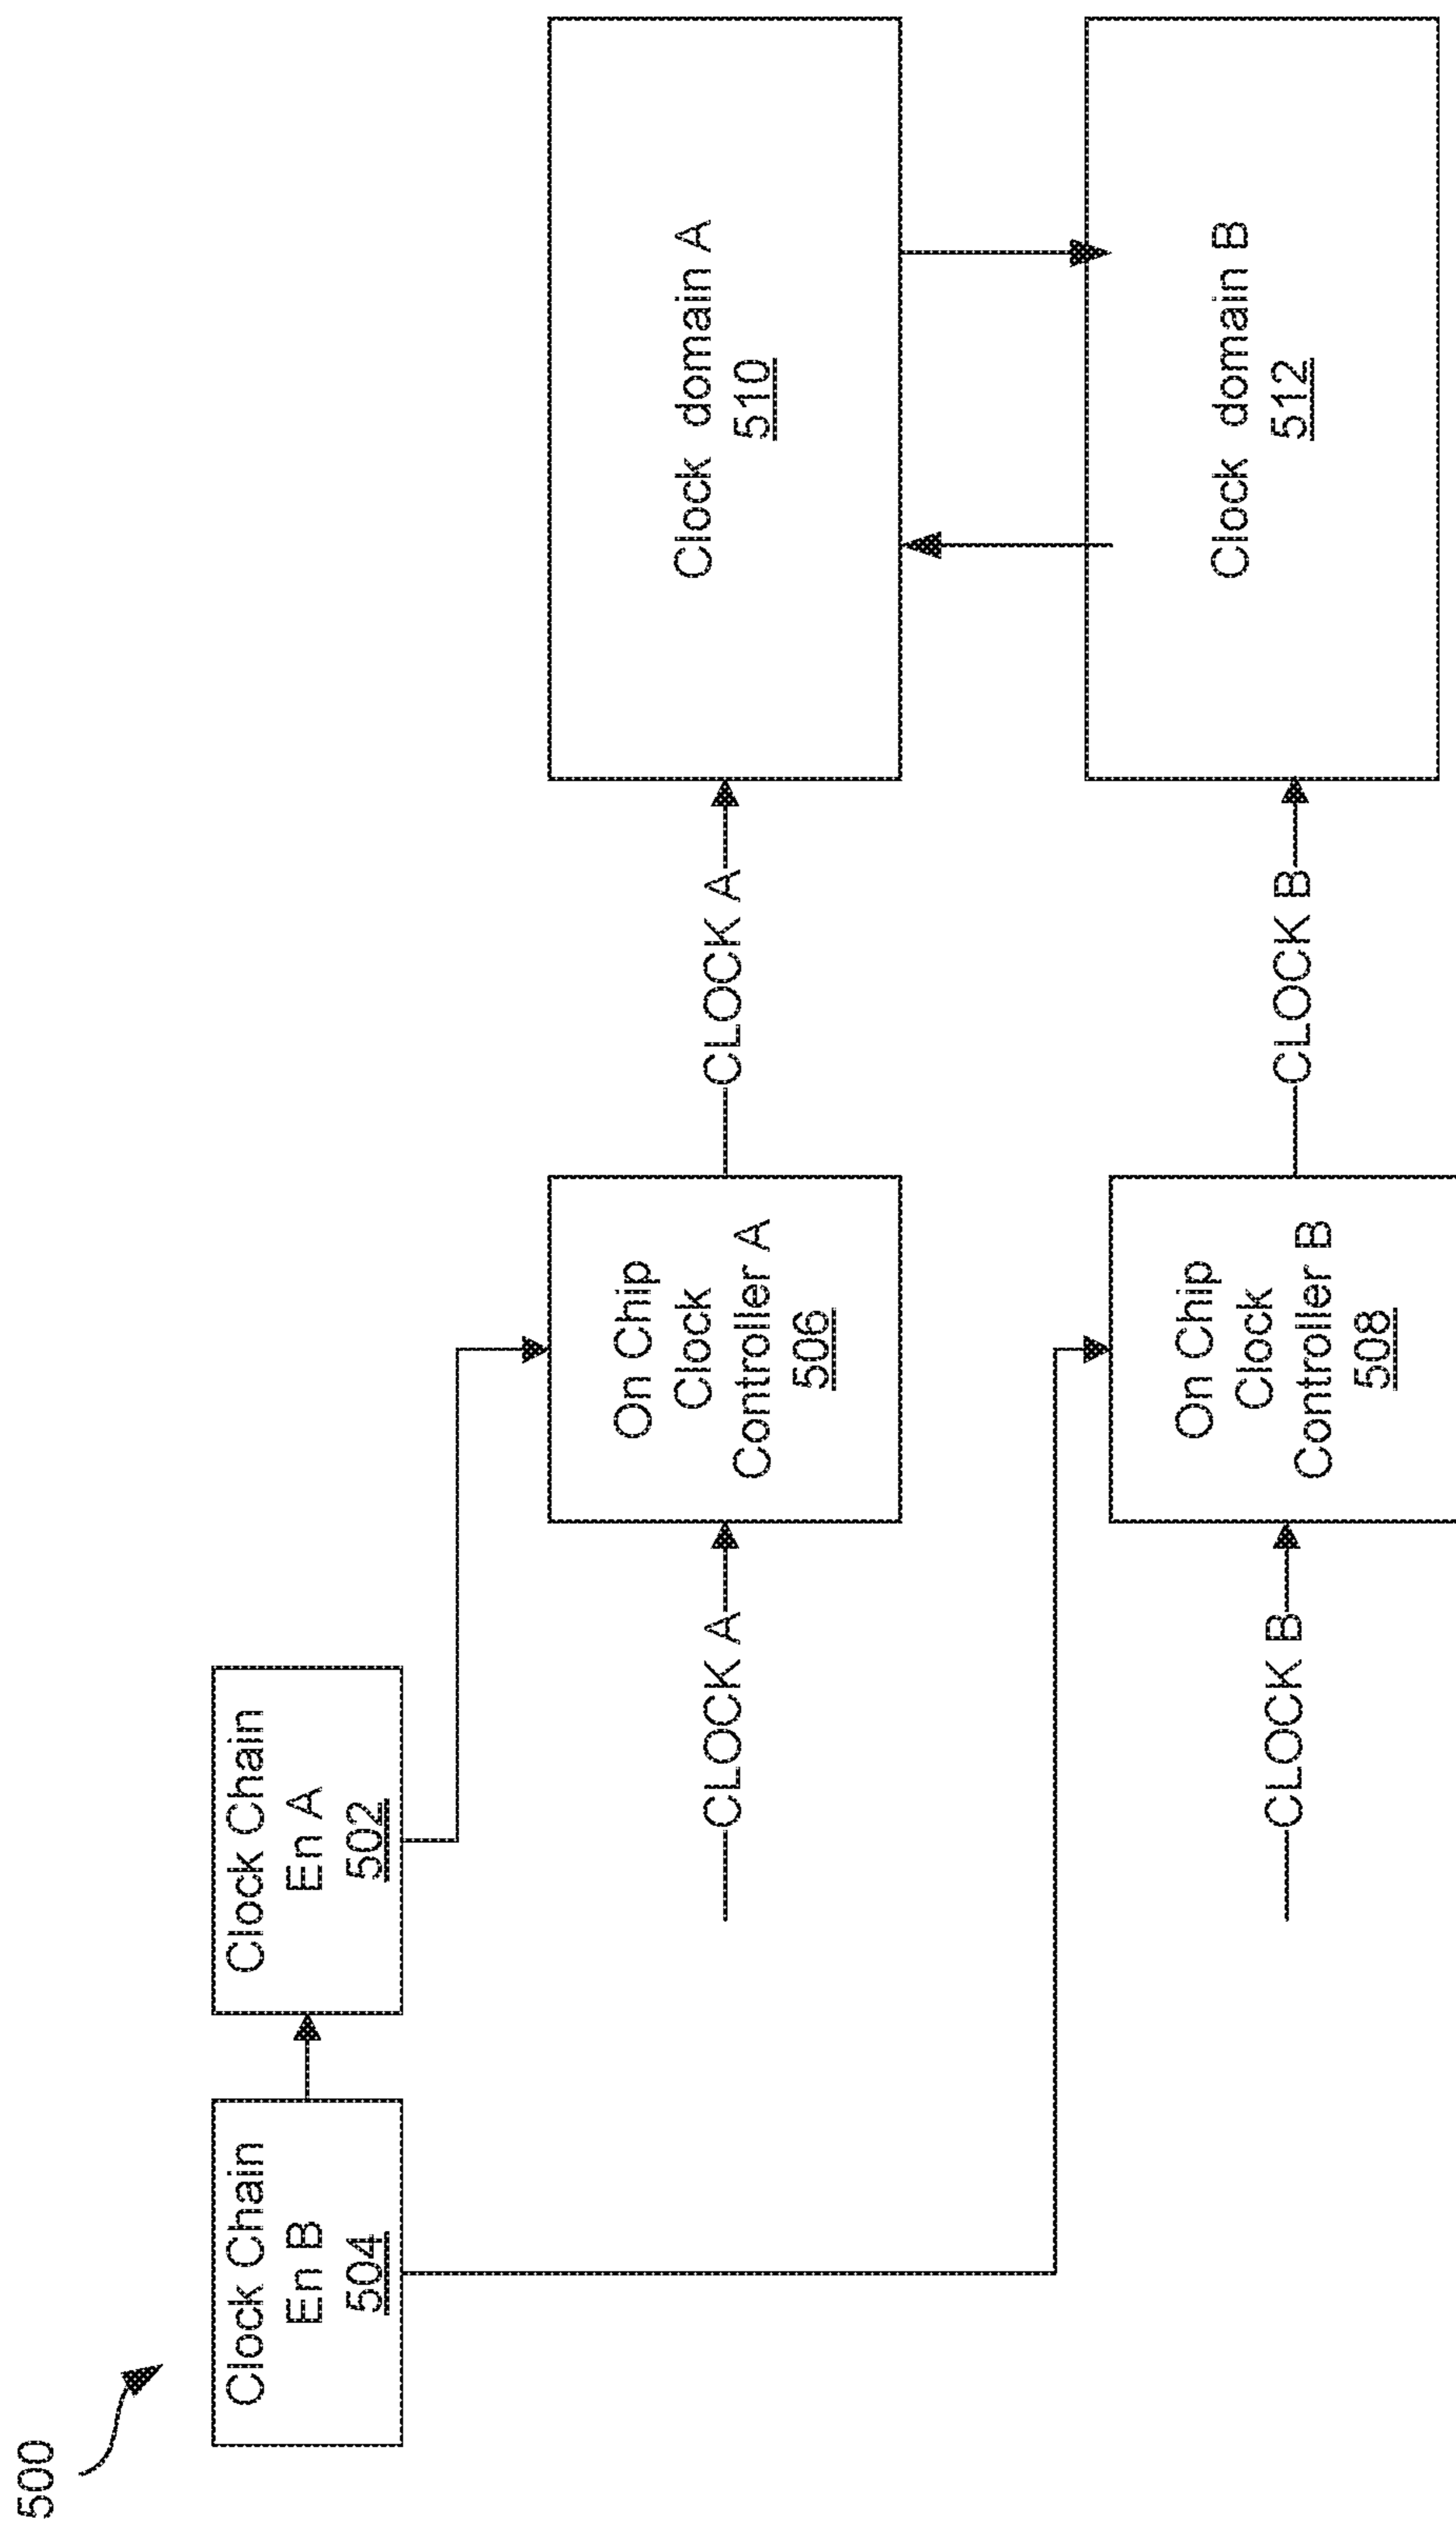 500
Clock Chain
En B
504
Clock Chain
En A
502
CLOCK A
On Chip
Clock
Controller A
506
CLOCK A
Clock domain A
510
CLOCK B
On Chip
Clock
Controller B
508
CLOCK B
Clock domain B
512